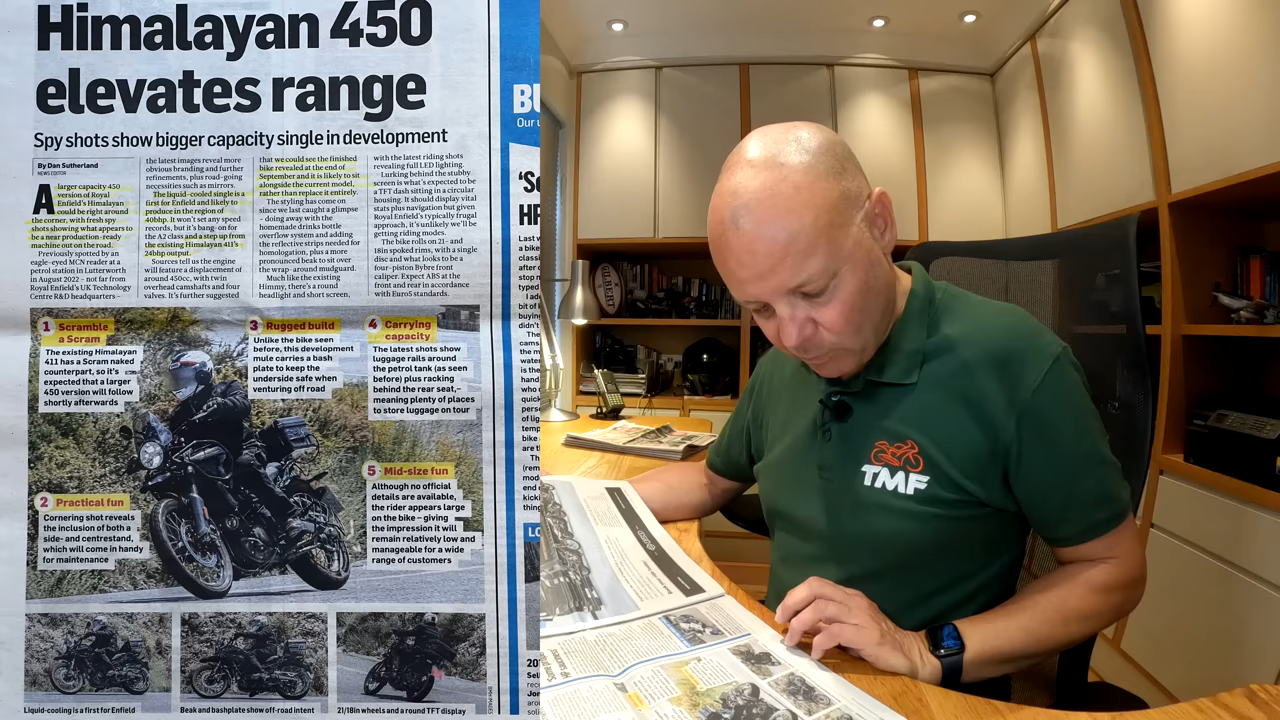 Himalayan 450
elevates range
Spy shots show bigger capacity single in development
By Dan Sutherland
NEWS EDITOR
A larger capacity 450
version of Royal
Enfield's Himalayan
could be right around
the corner, with fresh spy
shots showing what appears to
be a near production-ready
machine out on the road.
Previously spotted by an
eagle-eyed MCN reader at a
petrol station in Lutterworth
in August 2022 – not far from
Royal Enfield's UK Technology
Centre R&D headquarters –
the latest images reveal more
obvious branding and further
refinements, plus road-going
necessities such as mirrors.
The liquid-cooled single is a
first for Enfield and likely to
produce in the region of
40bhp. It won't set any speed
records, but it's bang-on for
the A2 class and a step up from
the existing Himalayan 411's
24bhp output.
Sources tell us the engine
will feature a displacement of
around 450cc, with twin
overhead camshafts and four
valves. It's further suggested
that we could see the finished
bike revealed at the end of
September and it is likely to sit
alongside the current model,
rather than replace it entirely.
The styling has come on
since we last caught a glimpse
– doing away with the
homemade drinks bottle
overflow system and adding
the reflective strips needed for
homologation, plus a more
pronounced beak to sit over
the wrap-around mudguard.
Much like the existing
Himmy, there's a round
headlight and short screen,
with the latest riding shots
revealing full LED lighting.
Lurking behind the stubby
screen is what's expected to be
a TFT dash sitting in a circular
housing. It should display vital
stats plus navigation but given
Royal Enfield's typically frugal
approach, it's unlikely we'll be
getting riding modes.
The bike rolls on 21- and
18in spoked rims, with a single
disc and what looks to be a
four-piston Bybre front
caliper. Expect ABS at the
front and rear in accordance
with Euro5 standards.
1 Scramble
a Scram
The existing Himalayan
411 has a Scram naked
counterpart, so it's
expected that a larger
450 version will follow
shortly afterwards
3 Rugged build
Unlike the bike seen
before, this development
mule carries a bash
plate to keep the
underside safe when
venturing off road
4 Carrying
capacity
The latest shots show
luggage rails around
the petrol tank (as seen
before) plus racking
behind the rear seat,–
meaning plenty of places
to store luggage on tour
2 Practical fun
Cornering shot reveals
the inclusion of both a
side- and centrestand,
which will come in handy
for maintenance
5 Mid-size fun
Although no official
details are available,
the rider appears large
on the bike – giving
the impression it will
remain relatively low and
manageable for a wide
range of customers
Liquid-cooling is a first for Enfield
Beak and bashplate show off-road intent
21/18in wheels and a round TFT display
BU
Our u
Last w
GILBERT
TMF